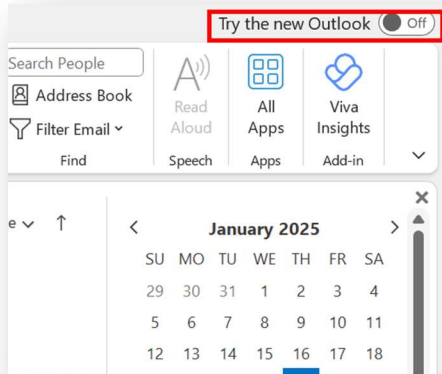 Try the new Outlook Off
Search People
Address Book
Filter Email
Find
Read Aloud
Speech
All Apps
Apps
Viva Insights
Add-in
January 2025
SU MO TU WE TH FR SA
29 30 31 1 2 3 4
5 6 7 8 9 10 11
12 13 14 15 16 17 18